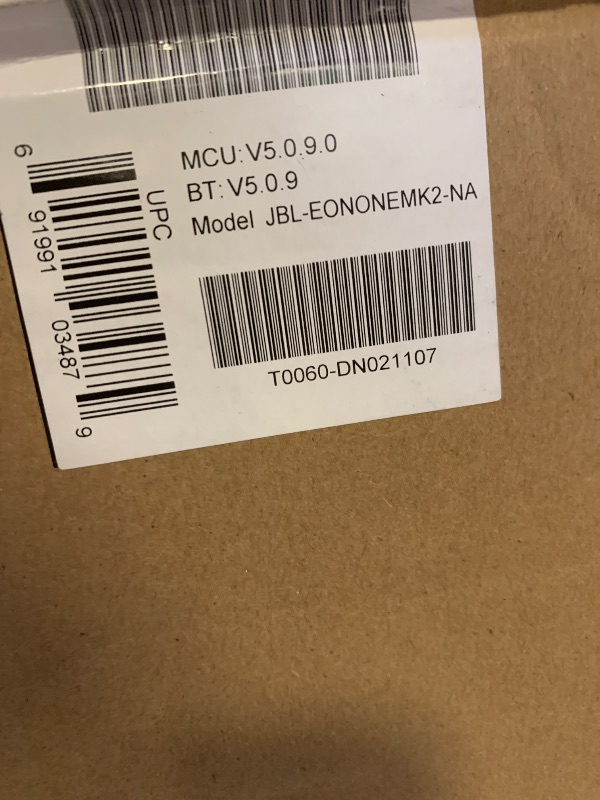 MCU: V5.0.9.0
BT: V5.0.9
Model JBL-EONONEMK2-NA
T0060-DN021107
UPC
6 91991 03487 9